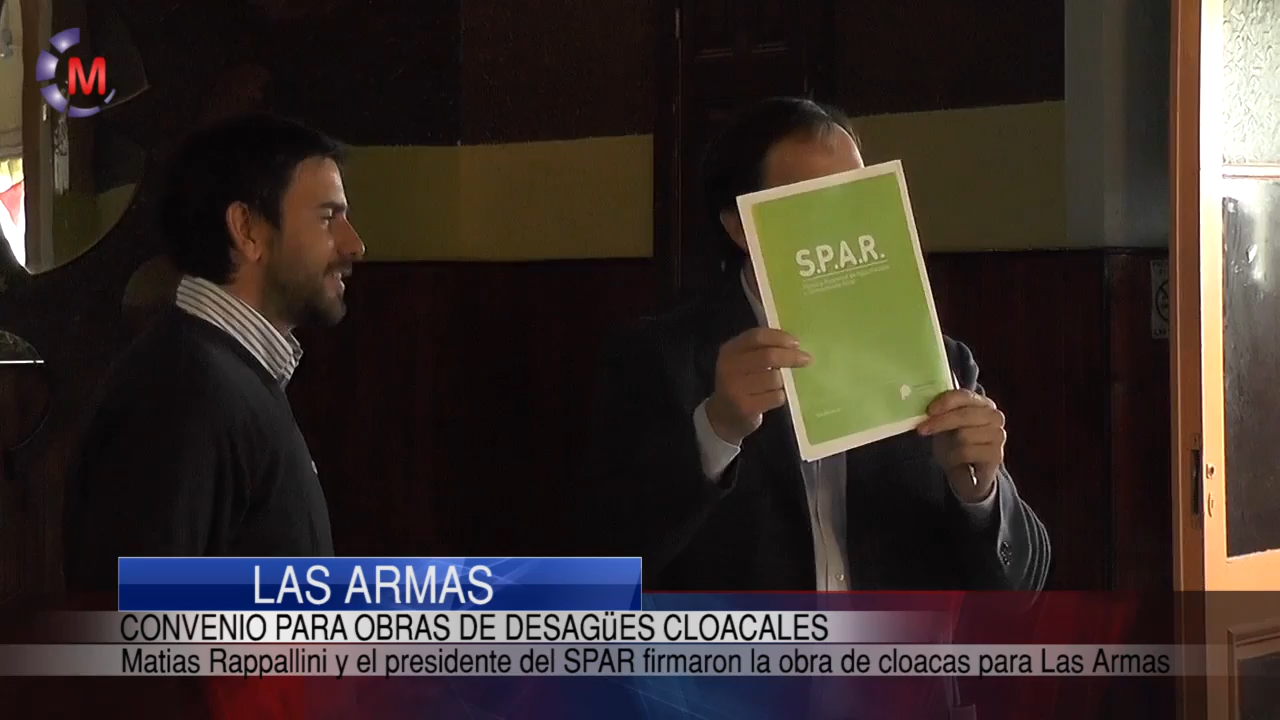 M
S.P.A.R.
LAS ARMAS
CONVENIO PARA OBRAS DE DESAGüES CLOACALES
Matias Rappallini y el presidente del SPAR firmaron la obra de cloacas para Las Armas